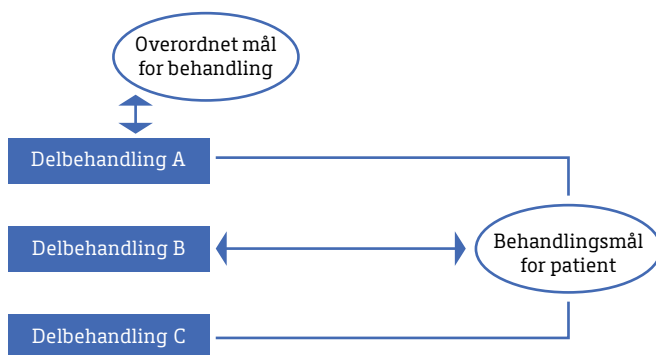 Overordnet mål
for behandling
Delbehandling A
Delbehandling B
Behandlingsmål
for patient
Delbehandling C